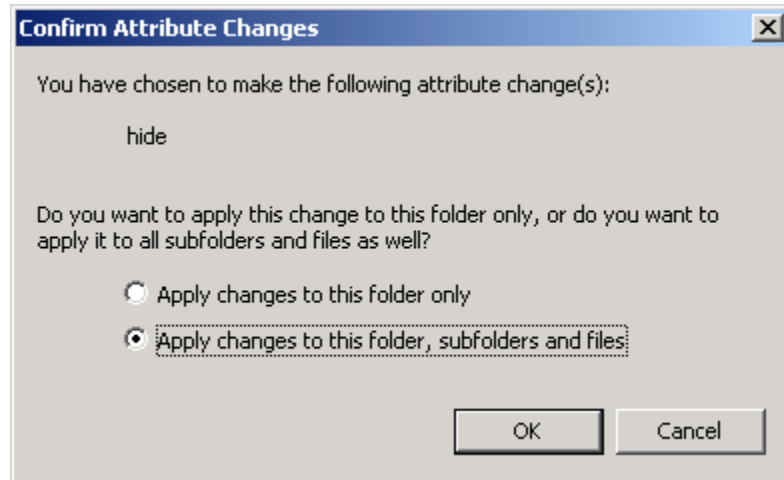 Confirm Attribute Changes
You have chosen to make the following attribute change(s):
hide
Do you want to apply this change to this folder only, or do you want to
apply it to all subfolders and files as well?
Apply changes to this folder only
Apply changes to this folder, subfolders and files
OK Cancel